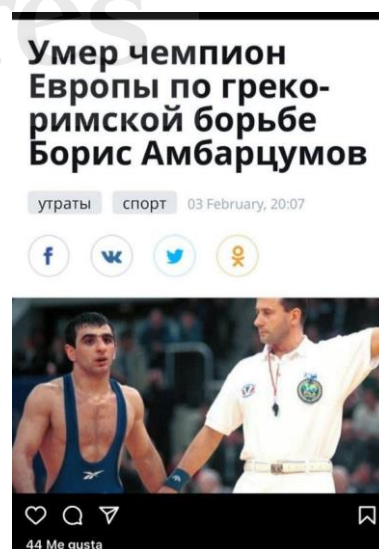 Умер чемпион
Европы по греко-
римской борьбе
Борис Амбарцумов
утраты спорт 03 February, 20:07
44 Me gusta